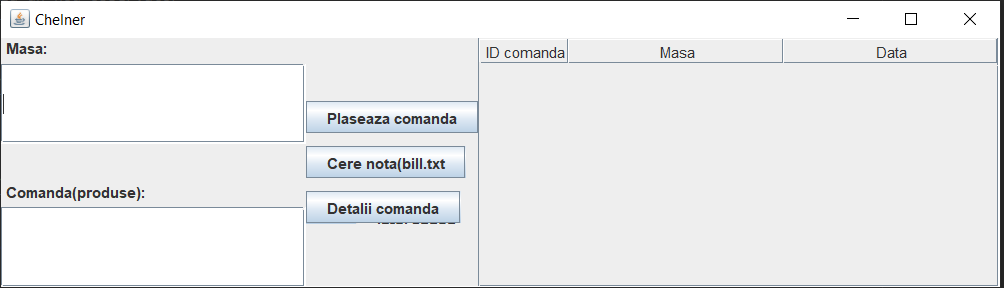 Chelner
Masa:
Plaseaza comanda
Cere nota(bill.txt
Comanda(produse):
Detalii comanda
ID comanda Masa Data